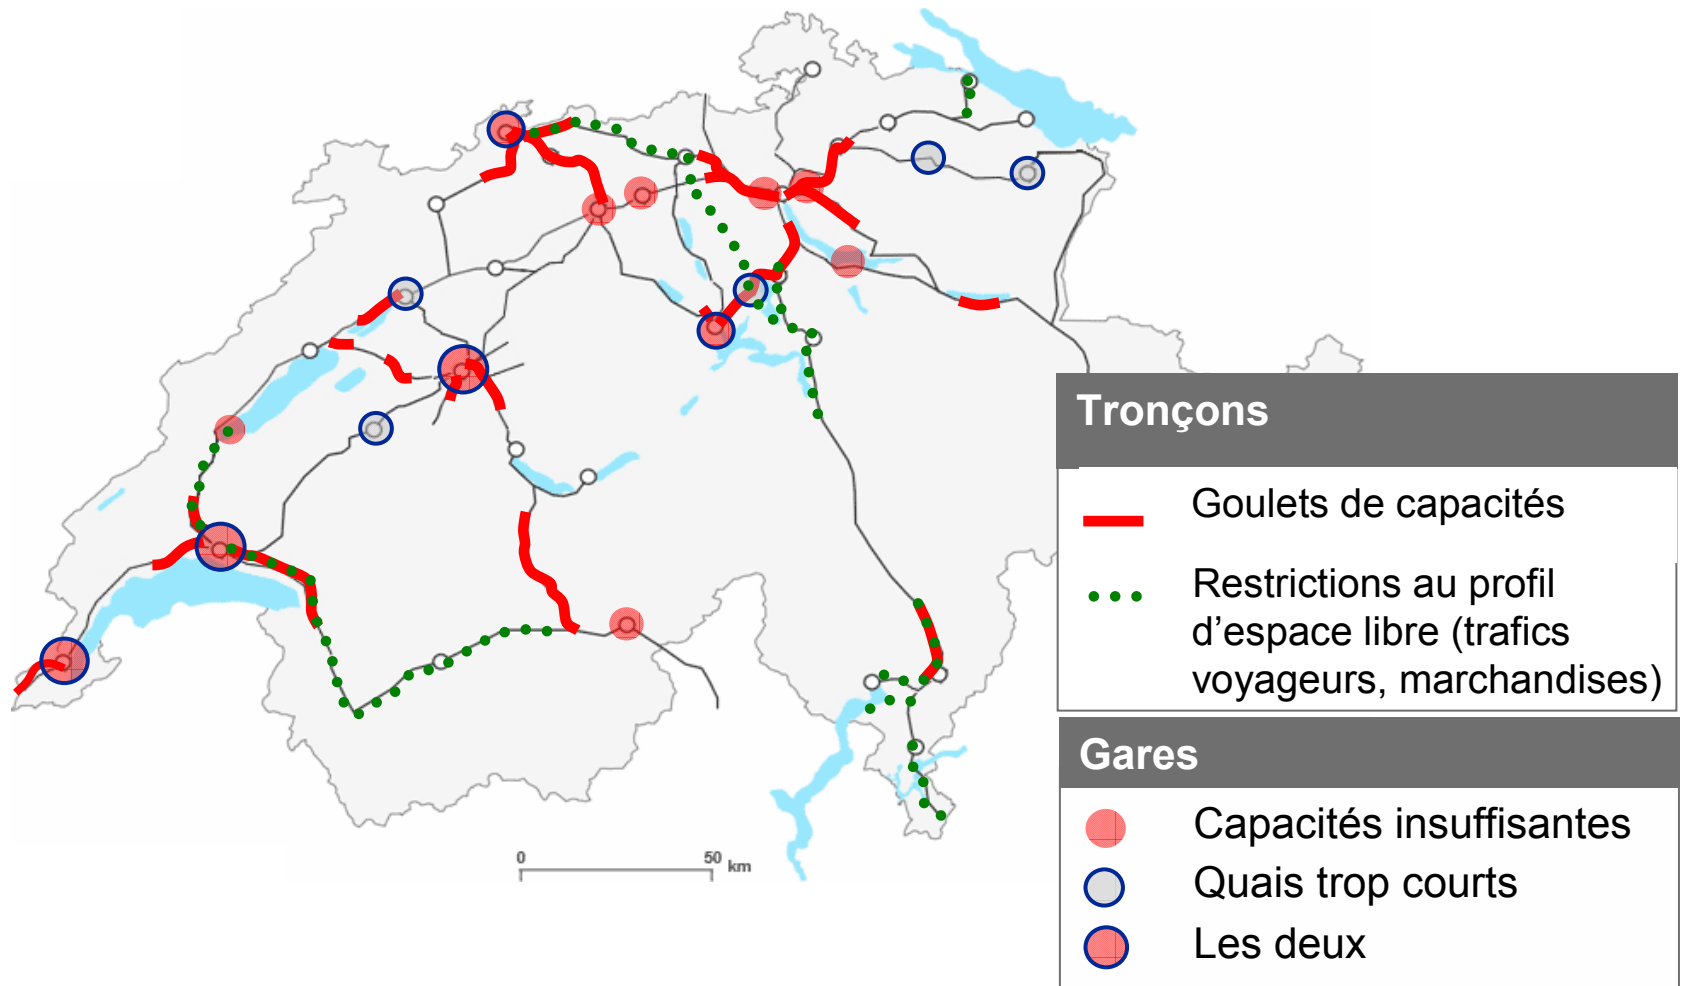 Tronçons
Goulets de capacités
Restrictions au profil
d'espace libre (trafics
voyageurs, marchandises)
Gares
Capacités insuffisantes
Quais trop courts
Les deux
0 50 km